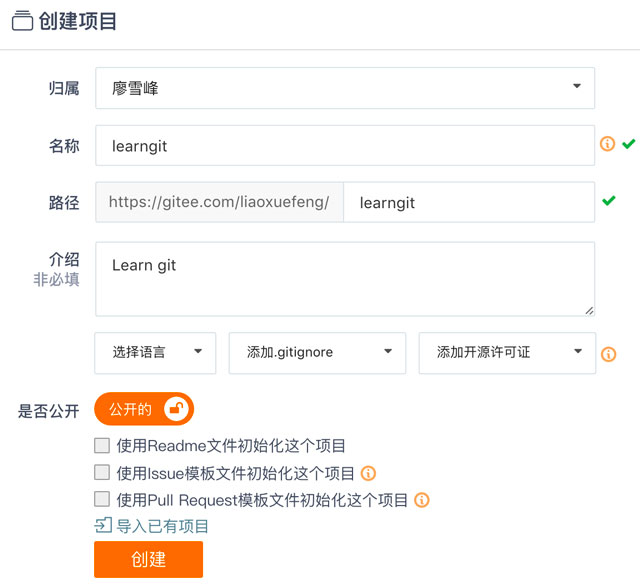 创建项目
归属 廖雪峰
名称 learngit
路径 https://gitee.com/liaoxuefeng/ learngit
介绍 Learn git
非必填
选择语言 添加.gitignore 添加开源许可证
是否公开 公开的
使用Readme文件初始化这个项目
使用Issue模板文件初始化这个项目
使用Pull Request模板文件初始化这个项目
导入已有项目
创建